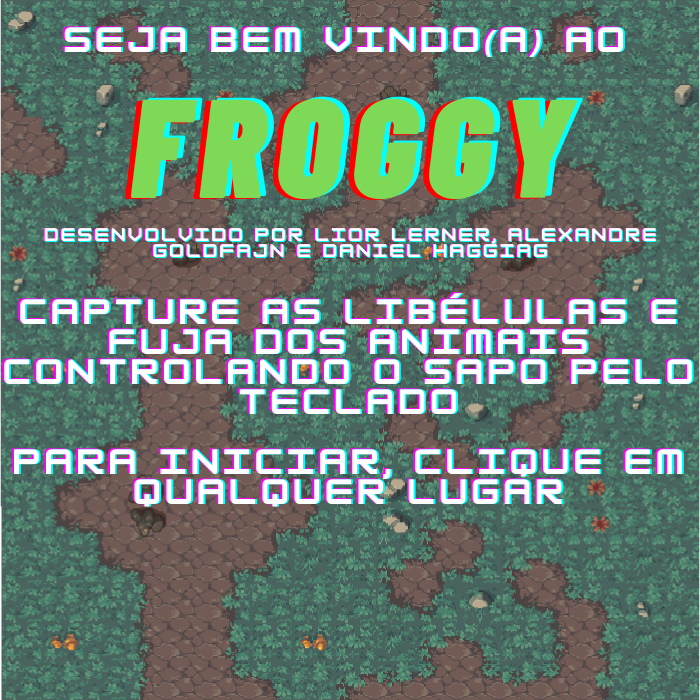 SEJA BEM VINDO(A) AO
FROGGY
DESENVOLVIDO POR LIOR LERNER, ALEXANDRE
GOLDFAJN E DANIEL HAGGIAG
CAPTURE AS LIBÉLULAS E
FUJA DOS ANIMAIS
CONTROLANDO O SAPO PELO
TECLADO
PARA INICIAR, CLIQUE EM
QUALQUER LUGAR